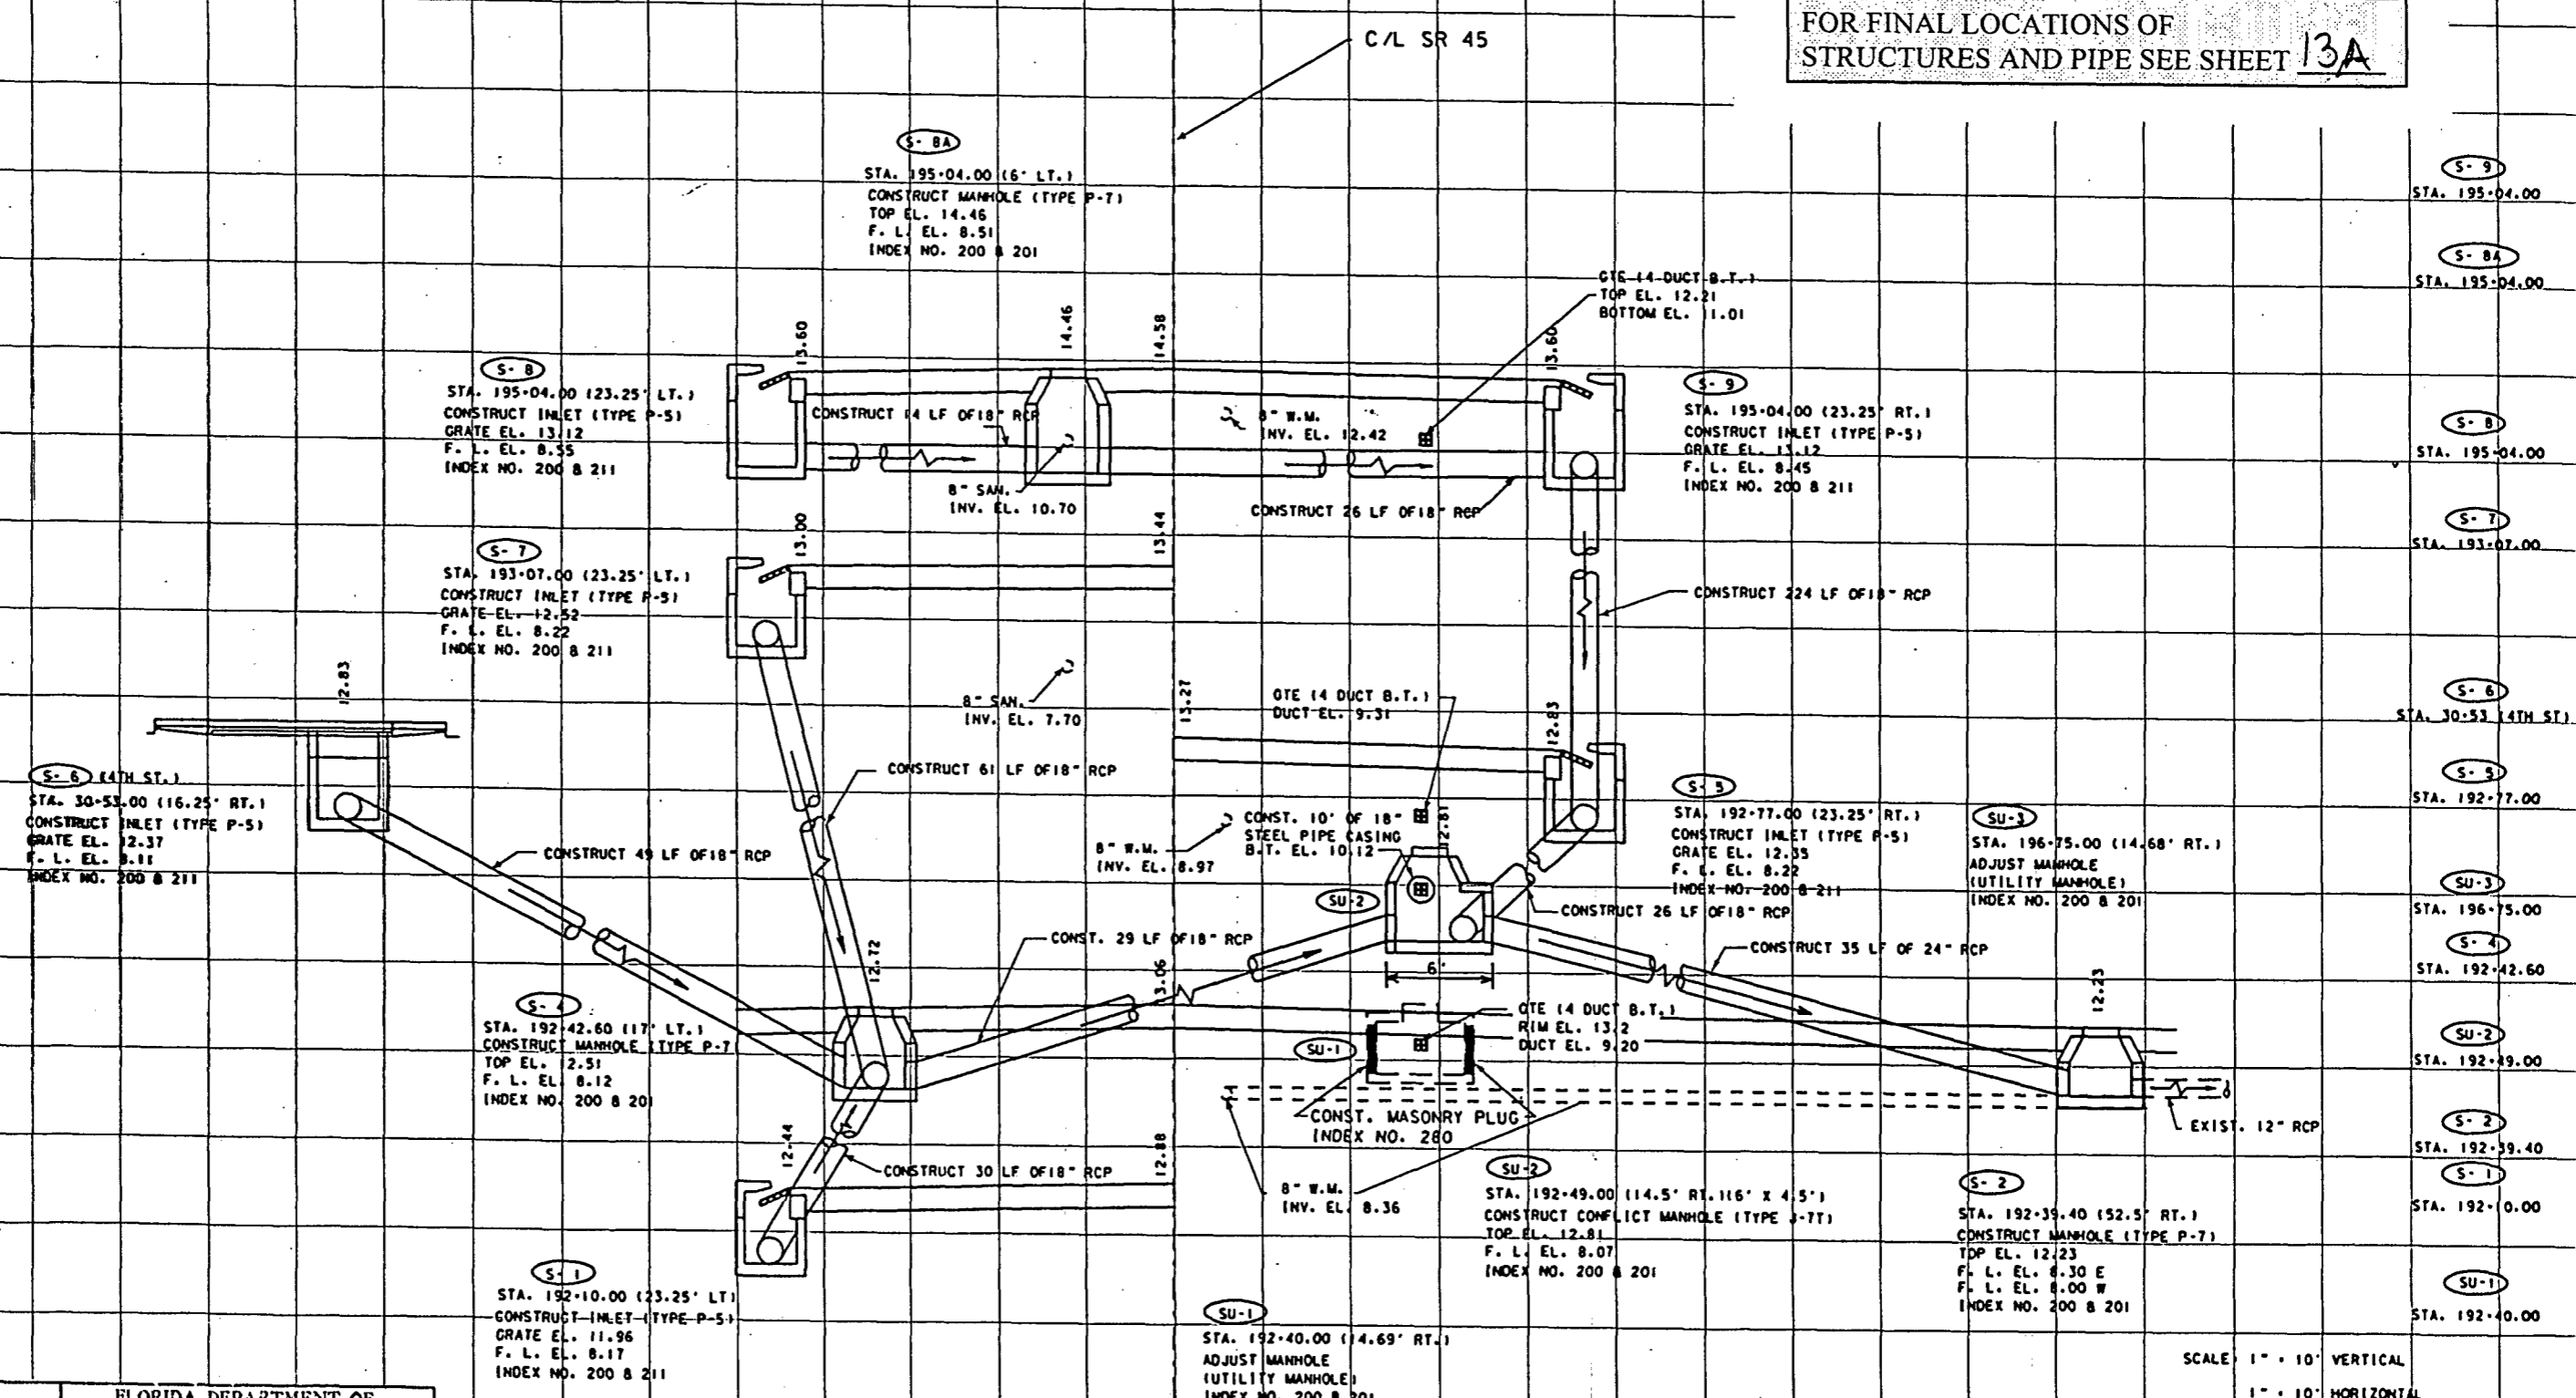 FOR FINAL LOCATIONS OF
STRUCTURES AND PIPE SEE SHEET 13A
C/L SR 45
S-8A
STA. 195+04.00 (6' LT.)
CONSTRUCT MANHOLE (TYPE P-7)
TOP EL. 14.46
F. L. EL. 8.51
INDEX NO. 200 & 201
GTE (4 DUCT B.T.)
TOP EL. 12.21
BOTTOM EL. 11.01
13.60
14.46
14.58
13.60
S-8
STA. 195+04.00 (23.25' LT.)
CONSTRUCT INLET (TYPE P-5)
GRATE EL. 13.12
F. L. EL. 8.55
INDEX NO. 200 & 211
CONSTRUCT 14 LF OF 18" RCP
8" SAN.
INV. EL. 10.70
8" W.M.
INV. EL. 12.42
CONSTRUCT 26 LF OF 18" RCP
S-9
STA. 195+04.00 (23.25' RT.)
CONSTRUCT INLET (TYPE P-5)
GRATE EL. 13.12
F. L. EL. 8.45
INDEX NO. 200 & 211
S-7
STA. 193+07.00 (23.25' LT.)
CONSTRUCT INLET (TYPE P-5)
GRATE EL. 12.52
F. L. EL. 8.22
INDEX NO. 200 & 211
13.00
13.44
CONSTRUCT 224 LF OF 18" RCP
12.83
8" SAN.
INV. EL. 7.70
13.27
GTE (4 DUCT B.T.)
DUCT EL. 9.31
12.83
S-6 (4TH ST.)
STA. 30+53.00 (16.25' RT.)
CONSTRUCT INLET (TYPE P-5)
GRATE EL. 12.37
F. L. EL. 8.11
INDEX NO. 200 & 211
CONSTRUCT 49 LF OF 18" RCP
CONSTRUCT 61 LF OF 18" RCP
8" W.M.
INV. EL. 8.97
CONST. 10' OF 18"
STEEL PIPE CASING
B.T. EL. 10.12
12.81
S-5
STA. 192+77.00 (23.25' RT.)
CONSTRUCT INLET (TYPE P-5)
GRATE EL. 12.35
F. L. EL. 8.22
INDEX NO. 200 & 211
SU-3
STA. 196+75.00 (14.68' RT.)
ADJUST MANHOLE
(UTILITY MANHOLE)
INDEX NO. 200 & 201
SU-2
CONSTRUCT 26 LF OF 18" RCP
CONST. 29 LF OF 18" RCP
CONSTRUCT 35 LF OF 24" RCP
6'
12.72
13.06
12.23
S-4
STA. 192+42.60 (17' LT.)
CONSTRUCT MANHOLE (TYPE P-7)
TOP EL. 12.51
F. L. EL. 8.12
INDEX NO. 200 & 201
GTE (4 DUCT B.T.)
RIM EL. 13.2
DUCT EL. 9.20
SU-1
CONST. MASONRY PLUG
INDEX NO. 280
EXIST. 12" RCP
12.44
12.88
CONSTRUCT 30 LF OF 18" RCP
8" W.M.
INV. EL. 8.36
SU-2
STA. 192+49.00 (14.5' RT.)(6' X 4.5')
CONSTRUCT CONFLICT MANHOLE (TYPE J-7T)
TOP EL. 12.81
F. L. EL. 8.07
INDEX NO. 200 & 201
S-2
STA. 192+39.40 (52.5' RT.)
CONSTRUCT MANHOLE (TYPE P-7)
TOP EL. 12.23
F. L. EL. 8.30 E
F. L. EL. 8.00 W
INDEX NO. 200 & 201
S-1
STA. 192+10.00 (23.25' LT)
CONSTRUCT INLET (TYPE P-5)
GRATE EL. 11.96
F. L. EL. 8.17
INDEX NO. 200 & 211
SU-1
STA. 192+40.00 (14.69' RT.)
ADJUST MANHOLE
(UTILITY MANHOLE)
INDEX NO. 200 & 201
S-9
STA. 195+04.00
S-8A
STA. 195+04.00
S-8
STA. 195+04.00
S-7
STA. 193+07.00
S-6
STA. 30+53 (4TH ST)
S-5
STA. 192+77.00
SU-3
STA. 196+75.00
S-4
STA. 192+42.60
SU-2
STA. 192+49.00
S-2
STA. 192+39.40
S-1
STA. 192+10.00
SU-1
STA. 192+40.00
SCALE: 1" = 10' VERTICAL
1" = 10' HORIZONTAL
FLORIDA DEPARTMENT OF